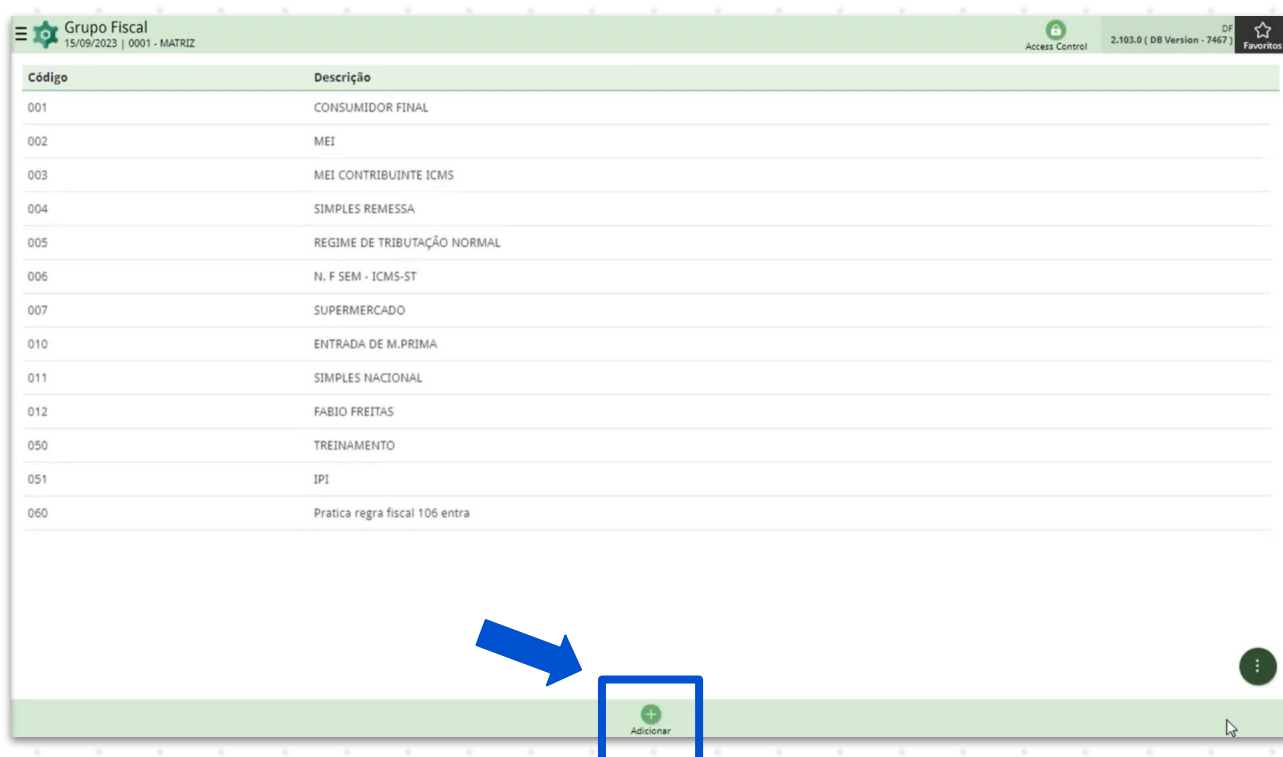 Grupo Fiscal
15/09/2023 | 0001 - MATRIZ
Access Control
DF
2.103.0 ( DB Version - 7467 )
Favoritos
Código Descrição
001 CONSUMIDOR FINAL
002 MEI
003 MEI CONTRIBUINTE ICMS
004 SIMPLES REMESSA
005 REGIME DE TRIBUTAÇÃO NORMAL
006 N. F SEM - ICMS-ST
007 SUPERMERCADO
010 ENTRADA DE M.PRIMA
011 SIMPLES NACIONAL
012 FABIO FREITAS
050 TREINAMENTO
051 IPI
060 Pratica regra fiscal 106 entra
Adicionar